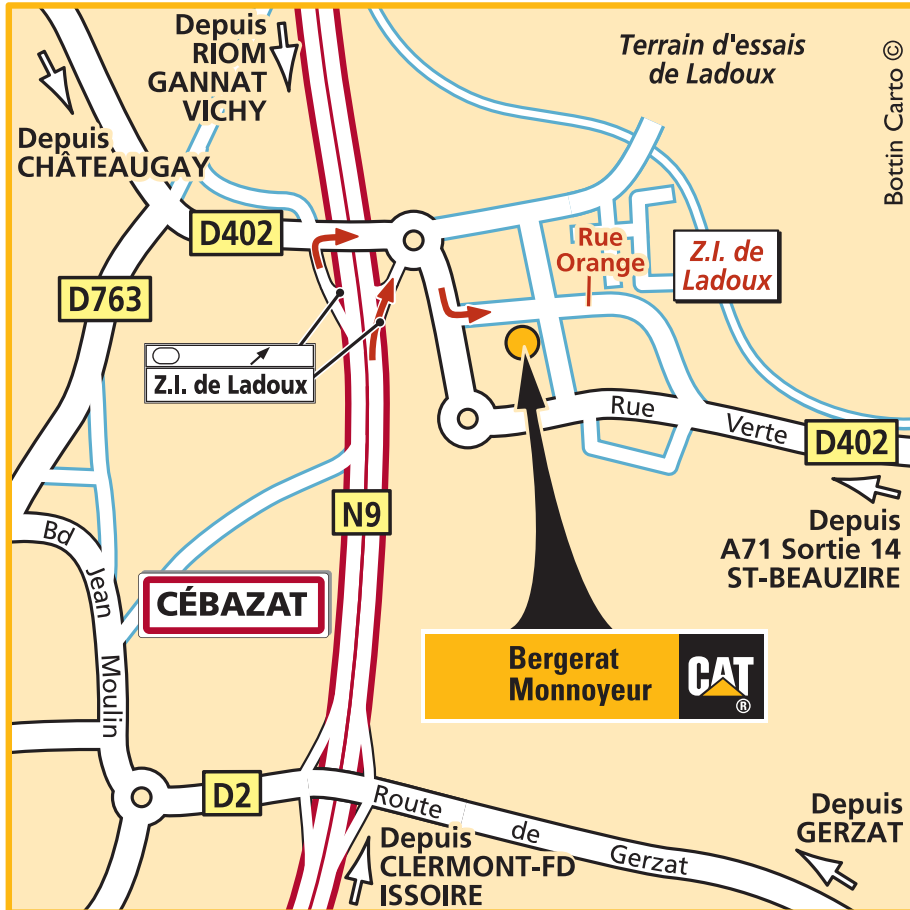 Depuis
RIOM
GANNAT
VICHY
Terrain d'essais
de Ladoux
Bottin Carto ©
Depuis
CHÂTEAUGAY
D402
Rue
Orange
Z.I. de
Ladoux
D763
Z.I. de Ladoux
Rue Verte
D402
N9
Depuis
A71 Sortie 14
ST-BEAUZIRE
Bd Jean Moulin
CÉBAZAT
Bergerat
Monnoyeur
CAT
®
D2
Route de Gerzat
Depuis
GERZAT
Depuis
CLERMONT-FD
ISSOIRE